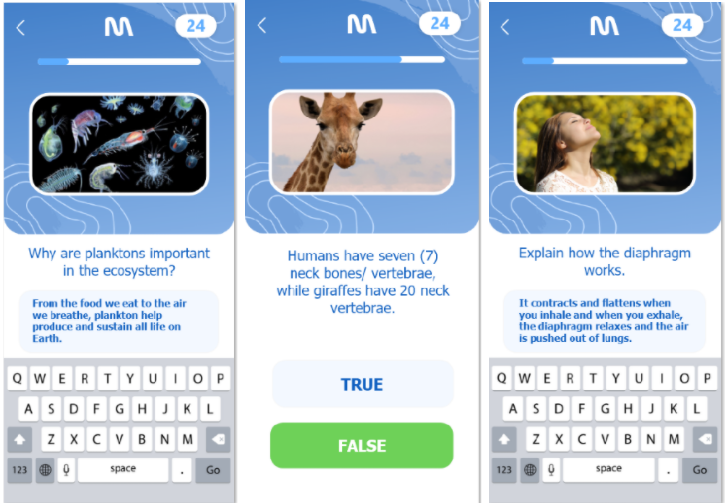 M
24
Why are planktons important
in the ecosystem?
From the food we eat to the air
we breathe, plankton help
produce and sustain all life on
Earth.
Q W E R T Y U I O P
A S D F G H J K L
Z X C V B N M
123 space . Go
M
24
Humans have seven (7)
neck bones/ vertebrae,
while giraffes have 20 neck
vertebrae.
TRUE
FALSE
M
24
Explain how the diaphragm
works.
It contracts and flattens when
you inhale and when you exhale,
the diaphragm relaxes and the air
is pushed out of lungs.
Q W E R T Y U I O P
A S D F G H J K L
Z X C V B N M
123 space . Go